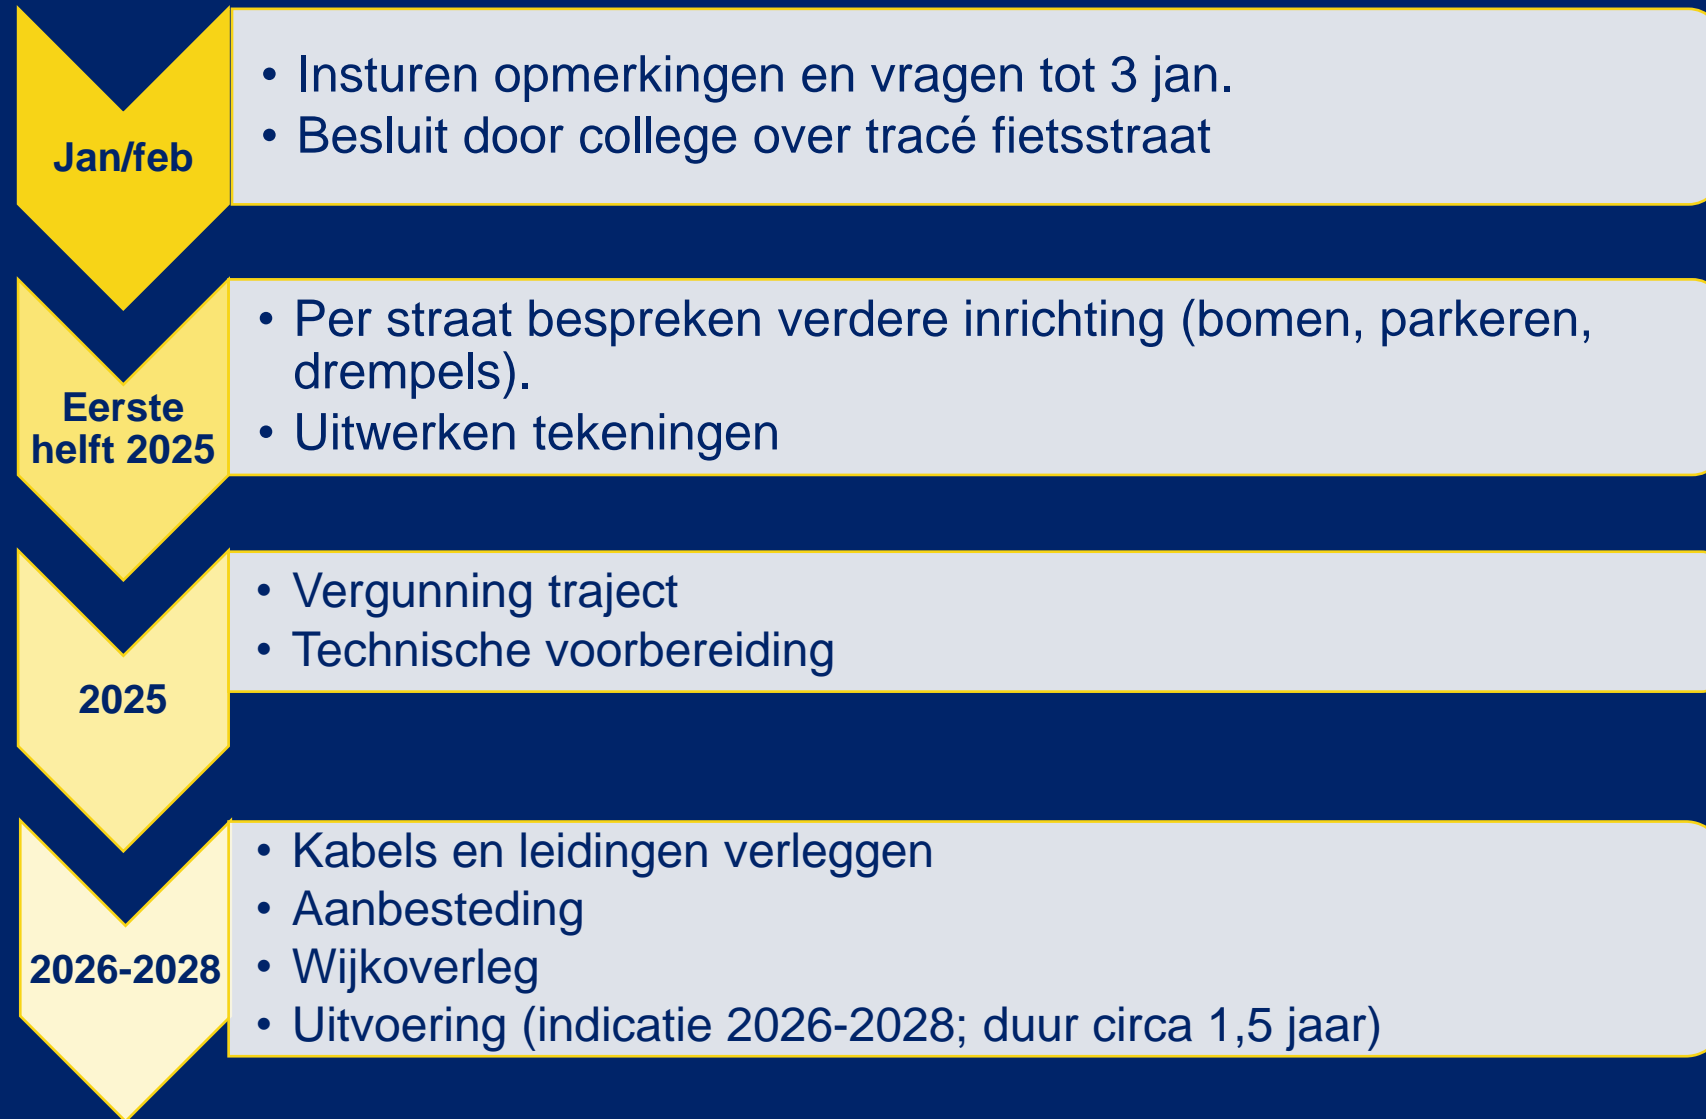 Jan/feb
• Insturen opmerkingen en vragen tot 3 jan.
• Besluit door college over tracé fietsstraat
Eerste
helft 2025
• Per straat bespreken verdere inrichting (bomen, parkeren,
drempels).
• Uitwerken tekeningen
2025
• Vergunning traject
• Technische voorbereiding
2026-2028
• Kabels en leidingen verleggen
• Aanbesteding
• Wijkoverleg
• Uitvoering (indicatie 2026-2028; duur circa 1,5 jaar)